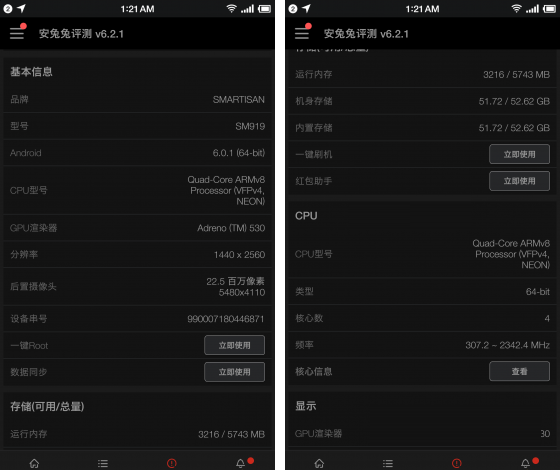 2
1:21 AM
安兔兔评测 v6.2.1
基本信息
品牌 SMARTISAN
型号 SM919
Android 6.0.1 (64-bit)
CPU型号 Quad-Core ARMv8
Processor (VFPv4,
NEON)
GPU渲染器 Adreno (TM) 530
分辨率 1440 x 2560
后置摄像头 22.5 百万像素
5480x4110
设备串号 990007180446871
一键Root 立即使用
数据同步 立即使用
存储(可用/总量)
运行内存 3216 / 5743 MB
2
1:21 AM
安兔兔评测 v6.2.1
存储(可用/总量)
运行内存 3216 / 5743 MB
机身存储 51.72 / 52.62 GB
内置存储 51.72 / 52.62 GB
一键刷机 立即使用
红包助手 立即使用
CPU
CPU型号 Quad-Core ARMv8
Processor (VFPv4,
NEON)
类型 64-bit
核心数 4
频率 307.2 ~ 2342.4 MHz
核心信息 查看
显示
GPU渲染器 30